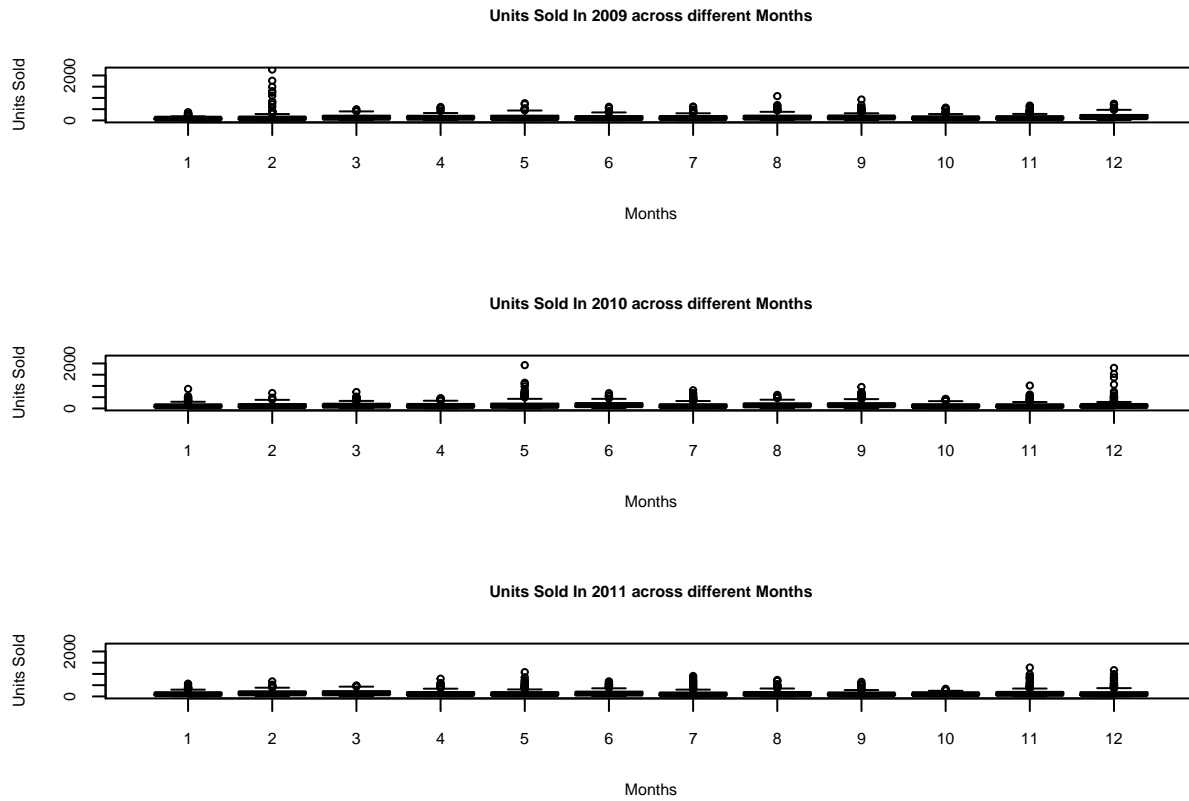 Units Sold In 2009 across different Months
Units Sold
2000
0
1 2 3 4 5 6 7 8 9 10 11 12
Months
Units Sold In 2010 across different Months
Units Sold
2000
0
1 2 3 4 5 6 7 8 9 10 11 12
Months
Units Sold In 2011 across different Months
Units Sold
2000
0
1 2 3 4 5 6 7 8 9 10 11 12
Months